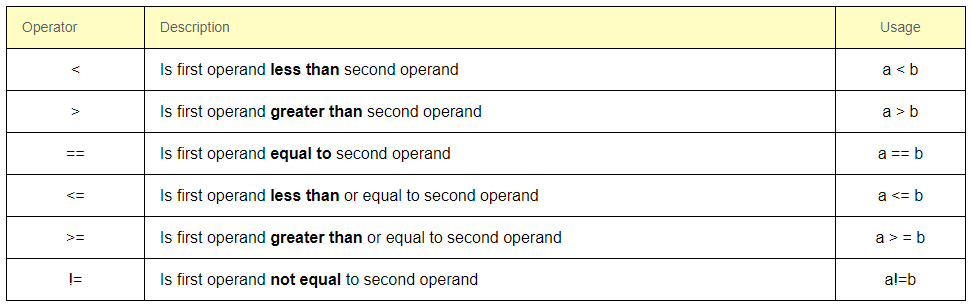 Operator Description Usage
< Is first operand less than second operand a < b
> Is first operand greater than second operand a > b
== Is first operand equal to second operand a == b
<= Is first operand less than or equal to second operand a <= b
>= Is first operand greater than or equal to second operand a > = b
!= Is first operand not equal to second operand a!=b